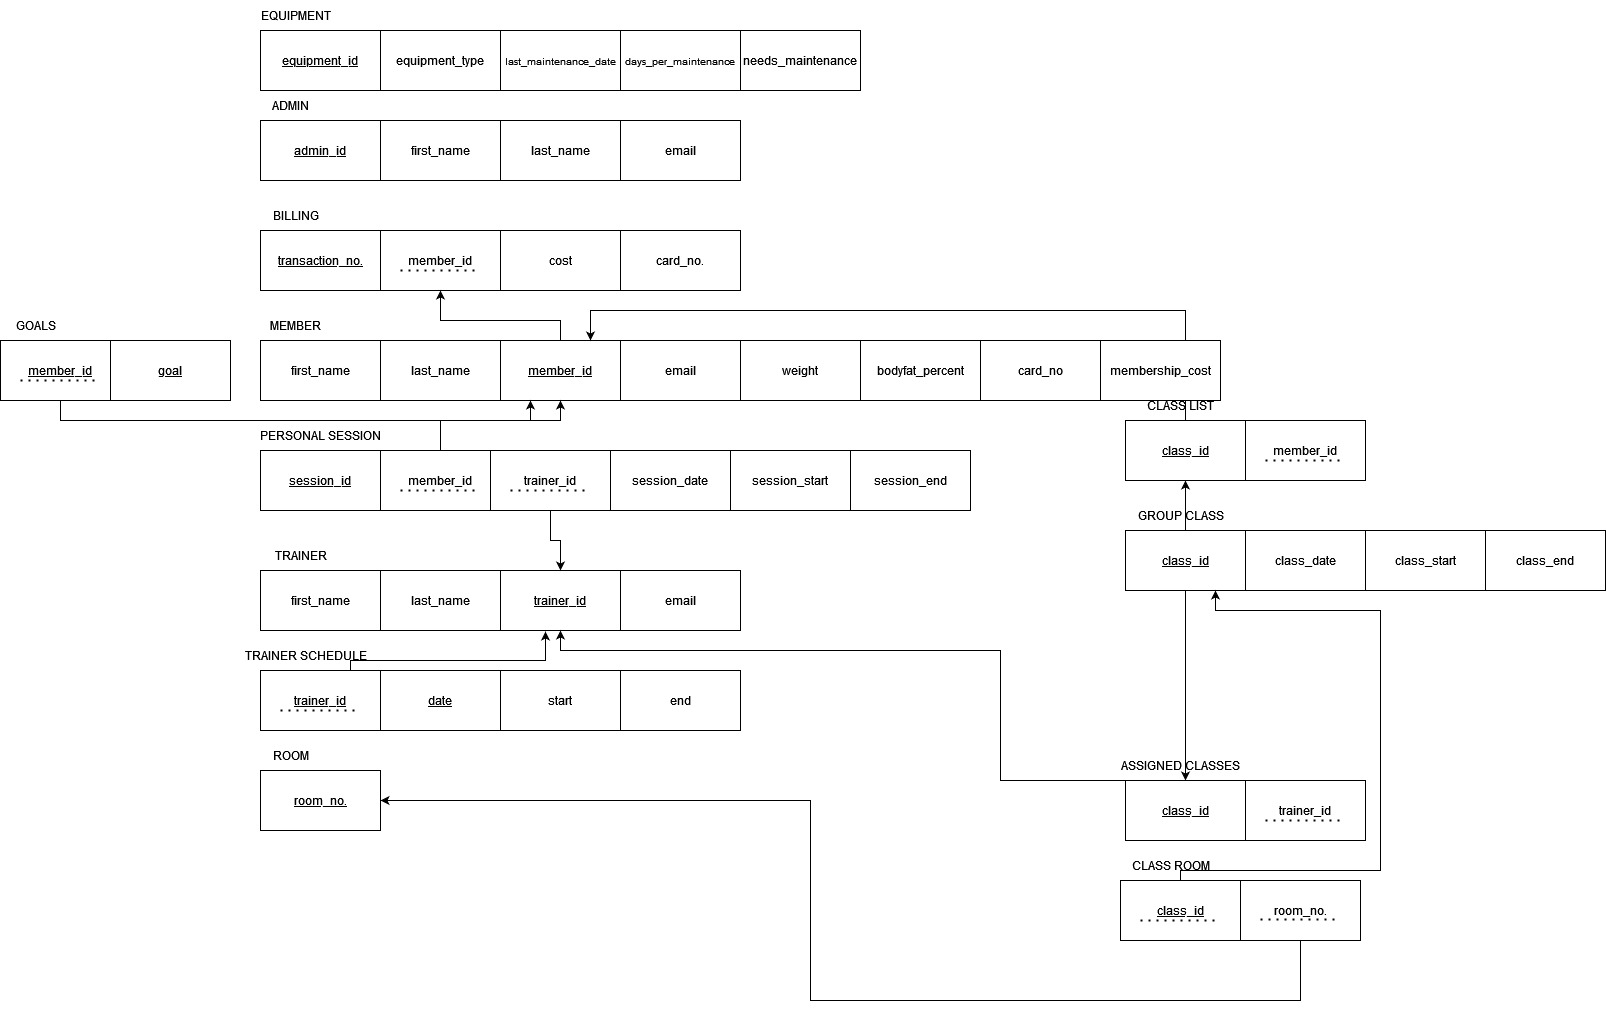 EQUIPMENT
equipment_id equipment_type last_maintenance_date days_per_maintenance needs_maintenance
ADMIN
admin_id first_name last_name email
BILLING
transaction_no. member_id cost card_no.
GOALS
member_id goal
MEMBER
first_name last_name member_id email weight bodyfat_percent card_no membership_cost
CLASS LIST
class_id member_id
PERSONAL SESSION
session_id member_id trainer_id session_date session_start session_end
GROUP CLASS
class_id class_date class_start class_end
TRAINER
first_name last_name trainer_id email
TRAINER SCHEDULE
trainer_id date start end
ROOM
room_no.
ASSIGNED CLASSES
class_id trainer_id
CLASS ROOM
class_id room_no.